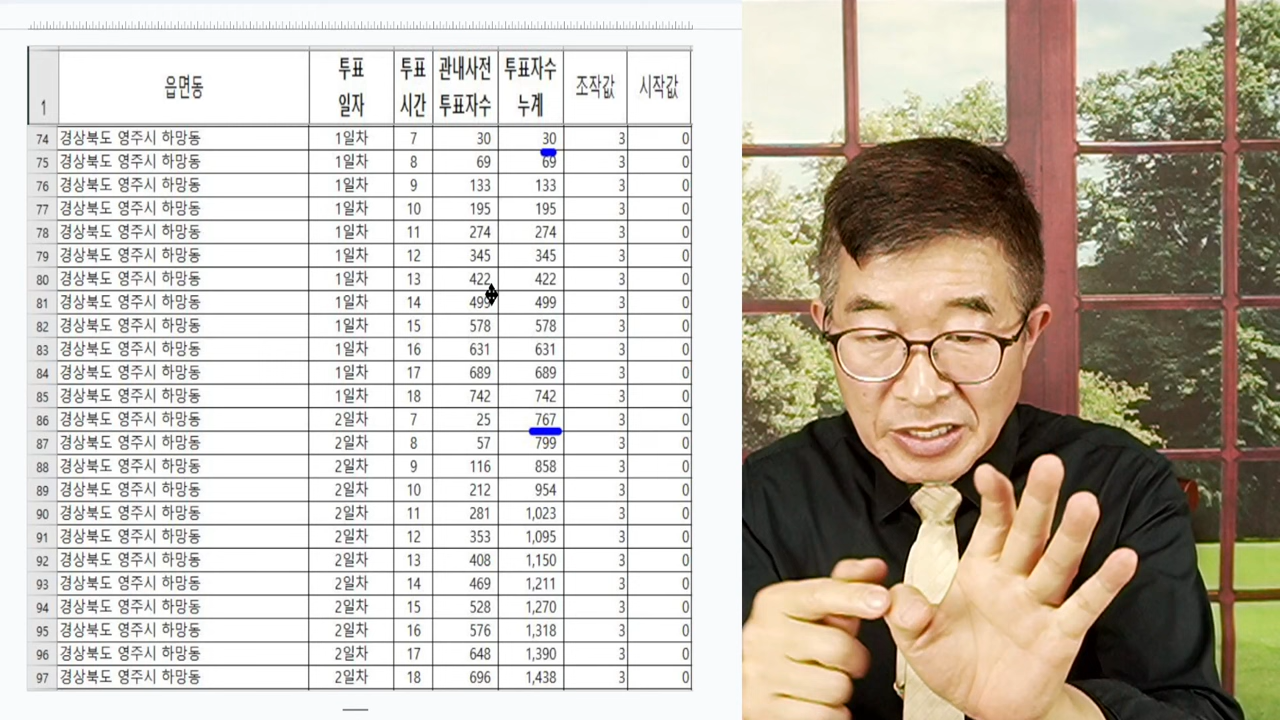 1 읍면동 투표 일자 투표 시간 관내사전 투표자수 투표자수 누계 조작값 시작값
74 경상북도 영주시 하망동 1일차 7 30 30 3 0
75 경상북도 영주시 하망동 1일차 8 69 69 3 0
76 경상북도 영주시 하망동 1일차 9 133 133 3 0
77 경상북도 영주시 하망동 1일차 10 195 195 3 0
78 경상북도 영주시 하망동 1일차 11 274 274 3 0
79 경상북도 영주시 하망동 1일차 12 345 345 3 0
80 경상북도 영주시 하망동 1일차 13 422 422 3 0
81 경상북도 영주시 하망동 1일차 14 499 499 3 0
82 경상북도 영주시 하망동 1일차 15 578 578 3 0
83 경상북도 영주시 하망동 1일차 16 631 631 3 0
84 경상북도 영주시 하망동 1일차 17 689 689 3 0
85 경상북도 영주시 하망동 1일차 18 742 742 3 0
86 경상북도 영주시 하망동 2일차 7 25 767 3 0
87 경상북도 영주시 하망동 2일차 8 57 799 3 0
88 경상북도 영주시 하망동 2일차 9 116 858 3 0
89 경상북도 영주시 하망동 2일차 10 212 954 3 0
90 경상북도 영주시 하망동 2일차 11 281 1,023 3 0
91 경상북도 영주시 하망동 2일차 12 353 1,095 3 0
92 경상북도 영주시 하망동 2일차 13 408 1,150 3 0
93 경상북도 영주시 하망동 2일차 14 469 1,211 3 0
94 경상북도 영주시 하망동 2일차 15 528 1,270 3 0
95 경상북도 영주시 하망동 2일차 16 576 1,318 3 0
96 경상북도 영주시 하망동 2일차 17 648 1,390 3 0
97 경상북도 영주시 하망동 2일차 18 696 1,438 3 0